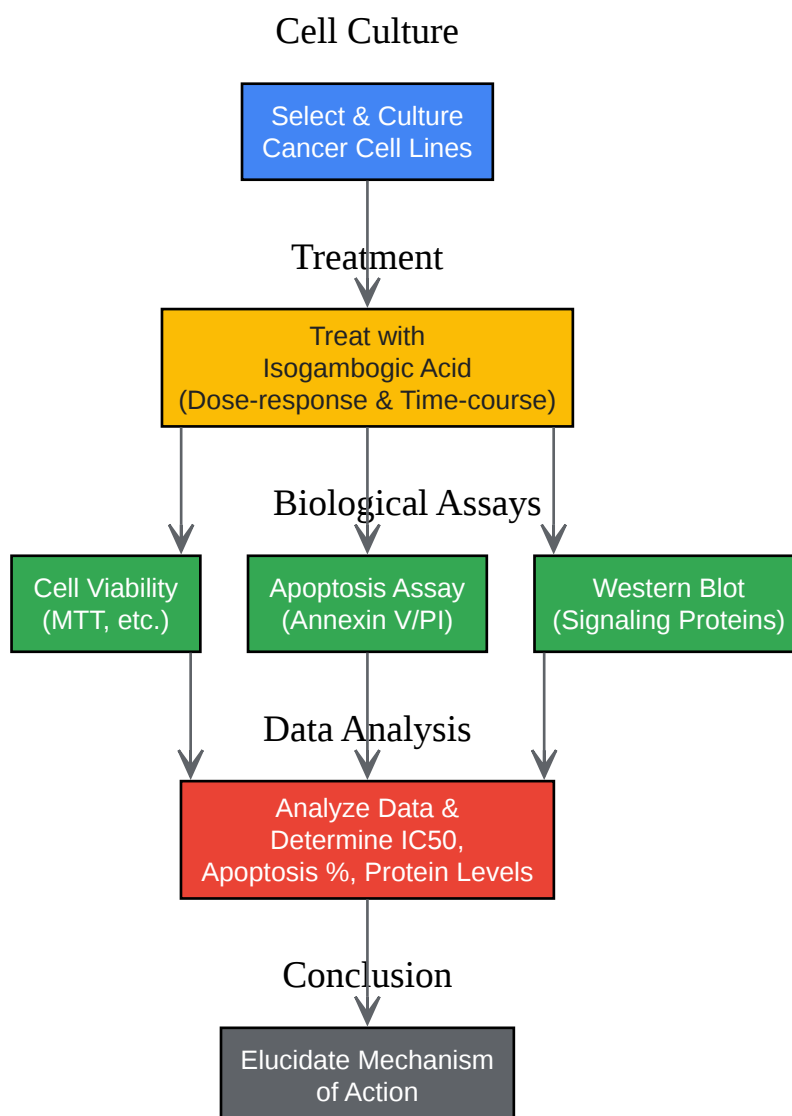 Cell Culture
Select & Culture
Cancer Cell Lines
Treatment
Treat with
Isogambogic Acid
(Dose-response & Time-course)
Biological Assays
Cell Viability
(MTT, etc.)
Apoptosis Assay
(Annexin V/PI)
Western Blot
(Signaling Proteins)
Data Analysis
Analyze Data &
Determine IC50,
Apoptosis %, Protein Levels
Conclusion
Elucidate Mechanism
of Action